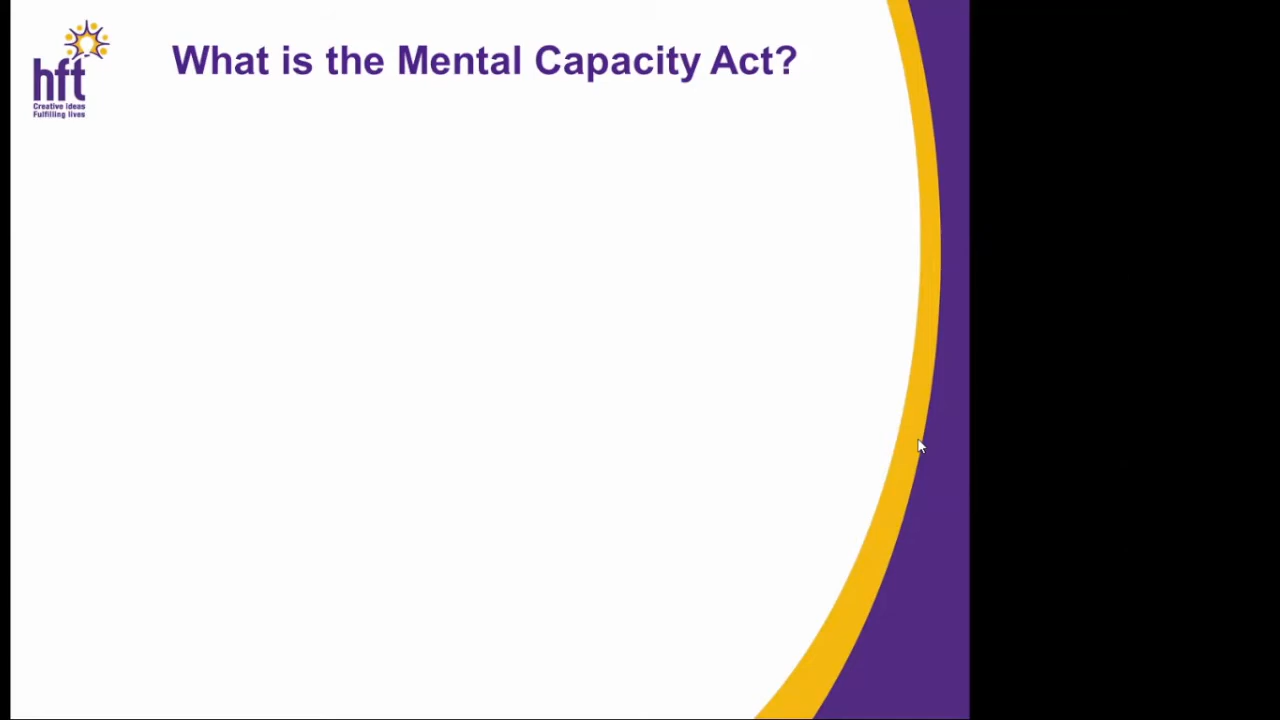 What is the Mental Capacity Act?
hft
Creative ideas
Fulfilling lives